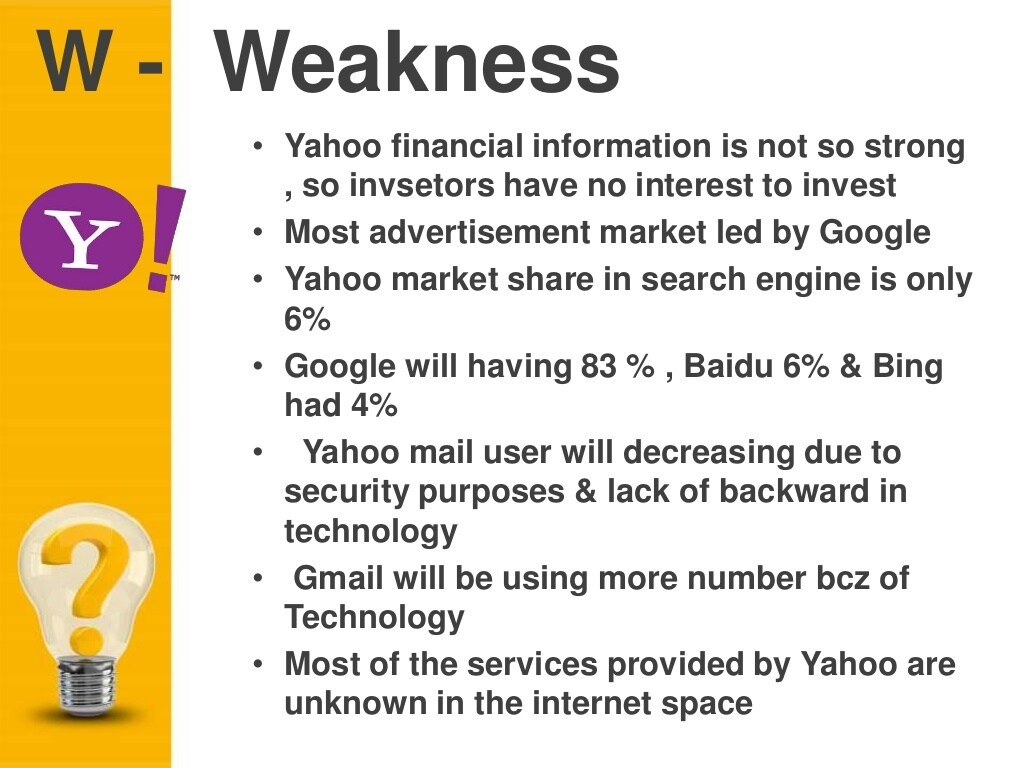 W - Weakness
• Yahoo financial information is not so strong
, so invsetors have no interest to invest
• Most advertisement market led by Google
• Yahoo market share in search engine is only
6%
• Google will having 83 % , Baidu 6% & Bing
had 4%
• Yahoo mail user will decreasing due to
security purposes & lack of backward in
technology
• Gmail will be using more number bcz of
Technology
• Most of the services provided by Yahoo are
unknown in the internet space
Y! ™
?